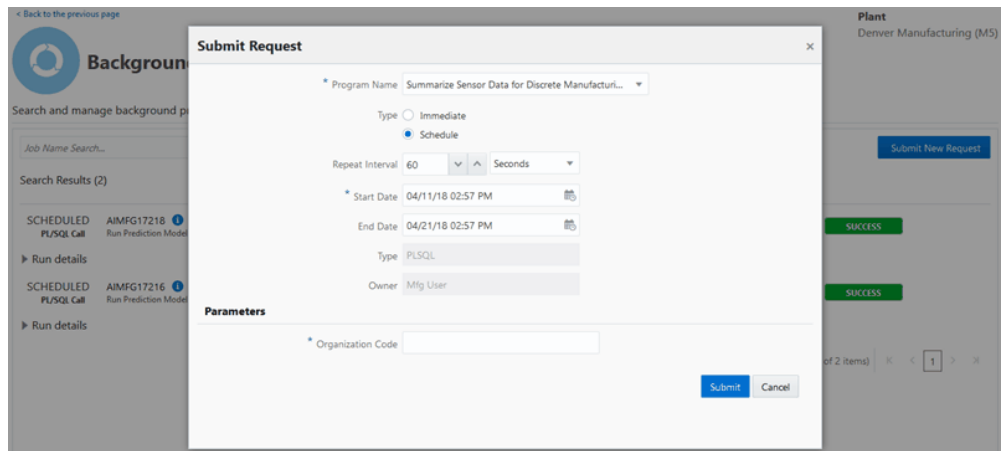 < Back to the previous page
Plant
Denver Manufacturing (M5)
Backgroun
Search and manage background p
Job Name Search...
Submit New Request
Search Results (2)
SCHEDULED AIMFG17218
PL/SQL Call Run Prediction Model
SUCCESS
Run details
SCHEDULED AIMFG17216
PL/SQL Call Run Prediction Model
SUCCESS
Run details
of 2 items) 1
Submit Request
* Program Name Summarize Sensor Data for Discrete Manufacturi...
Type Immediate
Schedule
Repeat Interval 60 Seconds
* Start Date 04/11/18 02:57 PM
End Date 04/21/18 02:57 PM
Type PLSQL
Owner Mfg User
Parameters
* Organization Code
Submit Cancel